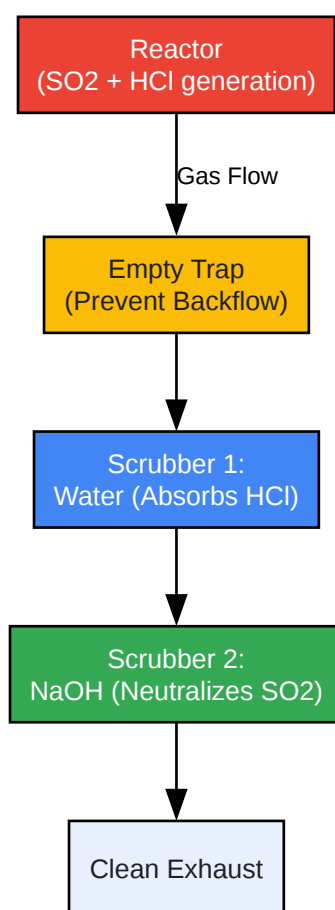 Reactor
(SO2 + HCl generation)
Gas Flow
Empty Trap
(Prevent Backflow)
Scrubber 1:
Water (Absorbs HCl)
Scrubber 2:
NaOH (Neutralizes SO2)
Clean Exhaust